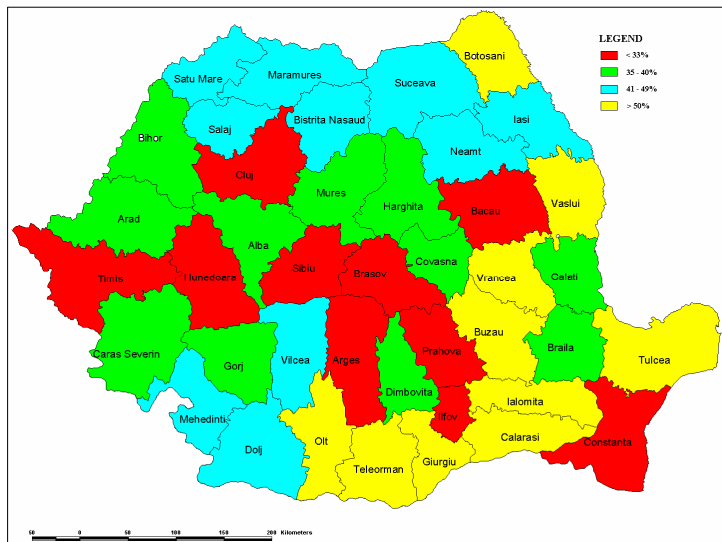 LEGEND
< 33%
35 - 40%
41 - 49%
> 50%
Botosani
Satu Mare
Maramures
Suceava
Iasi
Salaj
Bistrita Nasaud
Bihor
Neamt
Cluj
Mures
Harghita
Bacau
Vaslui
Arad
Alba
Covasna
Timis
Hunedoara
Sibiu
Brasov
Vrancea
Galati
Buzau
Caras Severin
Gorj
Vilcea
Arges
Prahova
Braila
Tulcea
Dimbovita
Ialomita
Mehedinti
Ilfov
Olt
Calarasi
Constanta
Dolj
Teleorman
Giurgiu
50 0 50 100 150 200 Kilometers